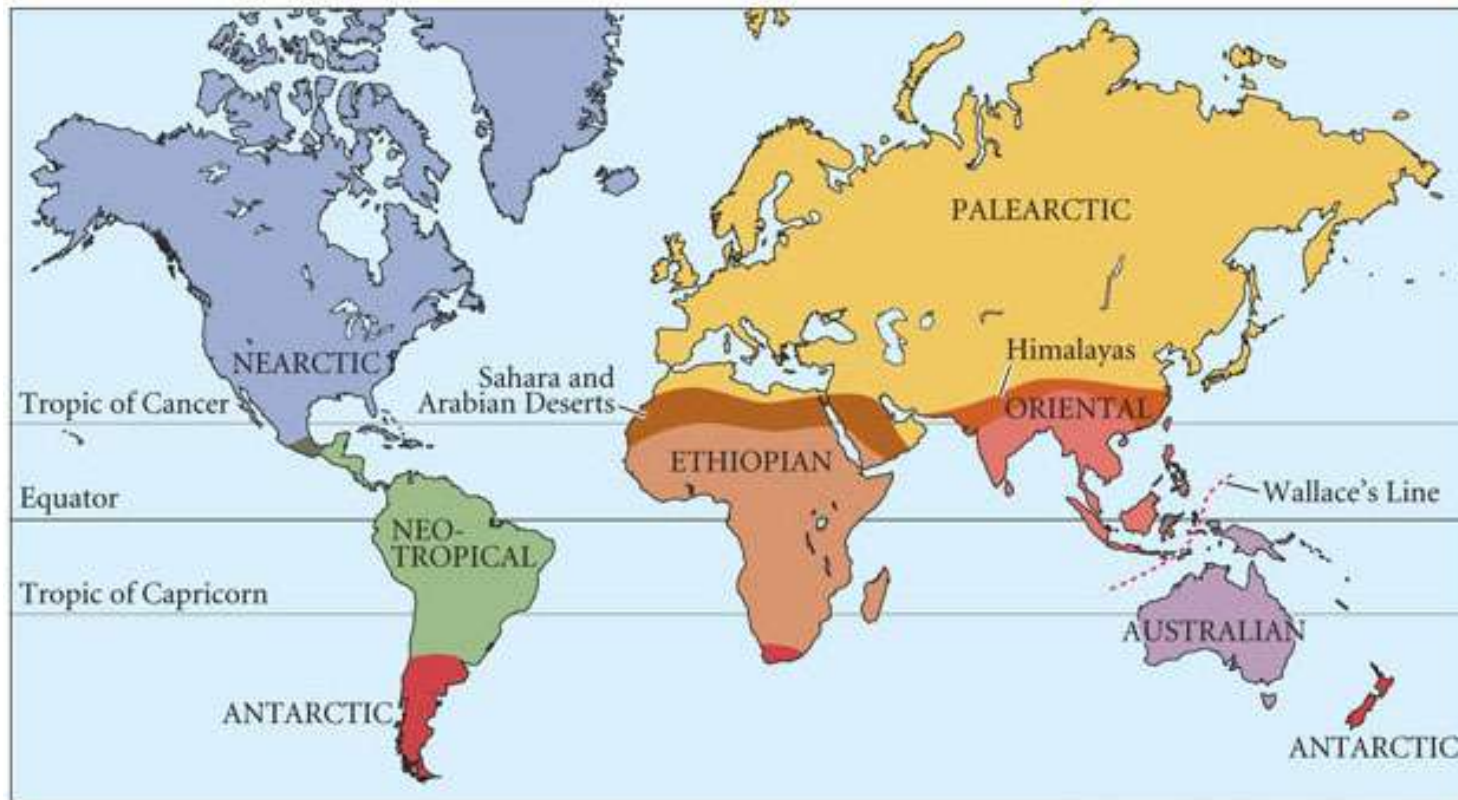 PALEARCTIC
NEARCTIC
Himalayas
Sahara and
Arabian Deserts
Tropic of Cancer
ORIENTAL
ETHIOPIAN
Equator
Wallace's Line
NEO-
TROPICAL
Tropic of Capricorn
AUSTRALIAN
ANTARCTIC
ANTARCTIC